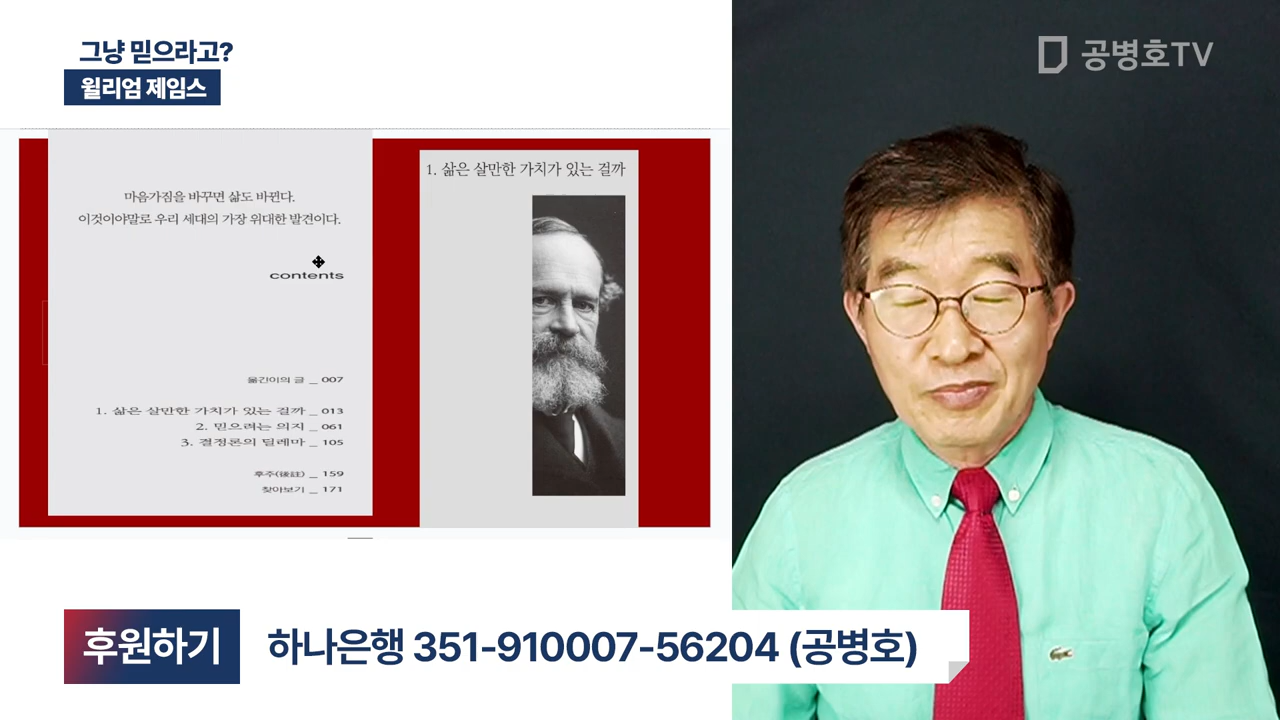 그냥 믿으라고?
윌리엄 제임스
공병호TV
마음가짐을 바꾸면 삶도 바뀐다.
이것이야말로 우리 세대의 가장 위대한 발견이다.
contents
옮긴이의 글 _ 007
1. 삶은 살만한 가치가 있는 걸까 _ 013
2. 믿으려는 의지 _ 061
3. 결정론의 딜레마 _ 105
후주(後註) _ 159
찾아보기 _ 171
1. 삶은 살만한 가치가 있는 걸까
후원하기
하나은행 351-910007-56204 (공병호)